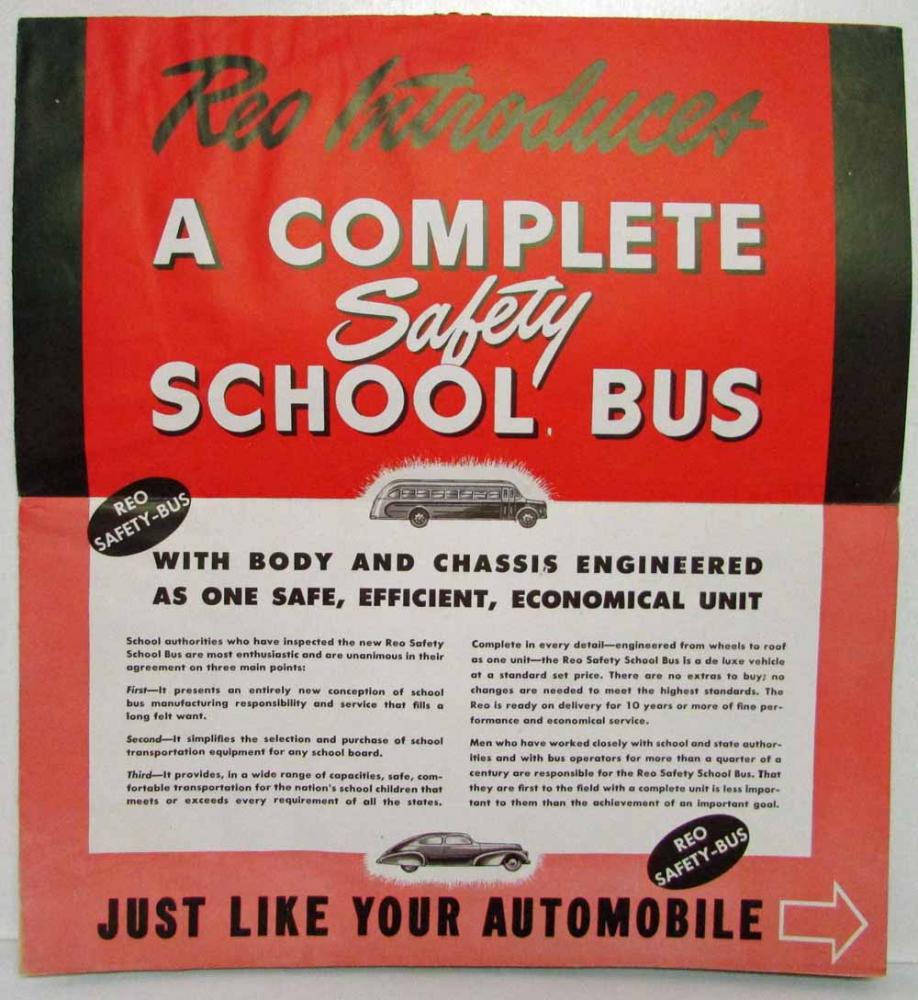 Reo Introduces
A COMPLETE
Safety
SCHOOL BUS
REO
SAFETY-BUS
WITH BODY AND CHASSIS ENGINEERED
AS ONE SAFE, EFFICIENT, ECONOMICAL UNIT
School authorities who have inspected the new Reo Safety
School Bus are most enthusiastic and are unanimous in their
agreement on three main points:
First—It presents an entirely new conception of school
bus manufacturing responsibility and service that fills a
long felt want.
Second—It simplifies the selection and purchase of school
transportation equipment for any school board.
Third—It provides, in a wide range of capacities, safe, com-
fortable transportation for the nation's school children that
meets or exceeds every requirement of all the states.
Complete in every detail—engineered from wheels to roof
as one unit—the Reo Safety School Bus is a de luxe vehicle
at a standard set price. There are no extras to buy; no
changes are needed to meet the highest standards. The
Reo is ready on delivery for 10 years or more of fine per-
formance and economical service.
Men who have worked closely with school and state author-
ities and with bus operators for more than a quarter of a
century are responsible for the Reo Safety School Bus. That
they are first to the field with a complete unit is less impor-
tant to them than the achievement of an important goal.
REO
SAFETY-BUS
JUST LIKE YOUR AUTOMOBILE